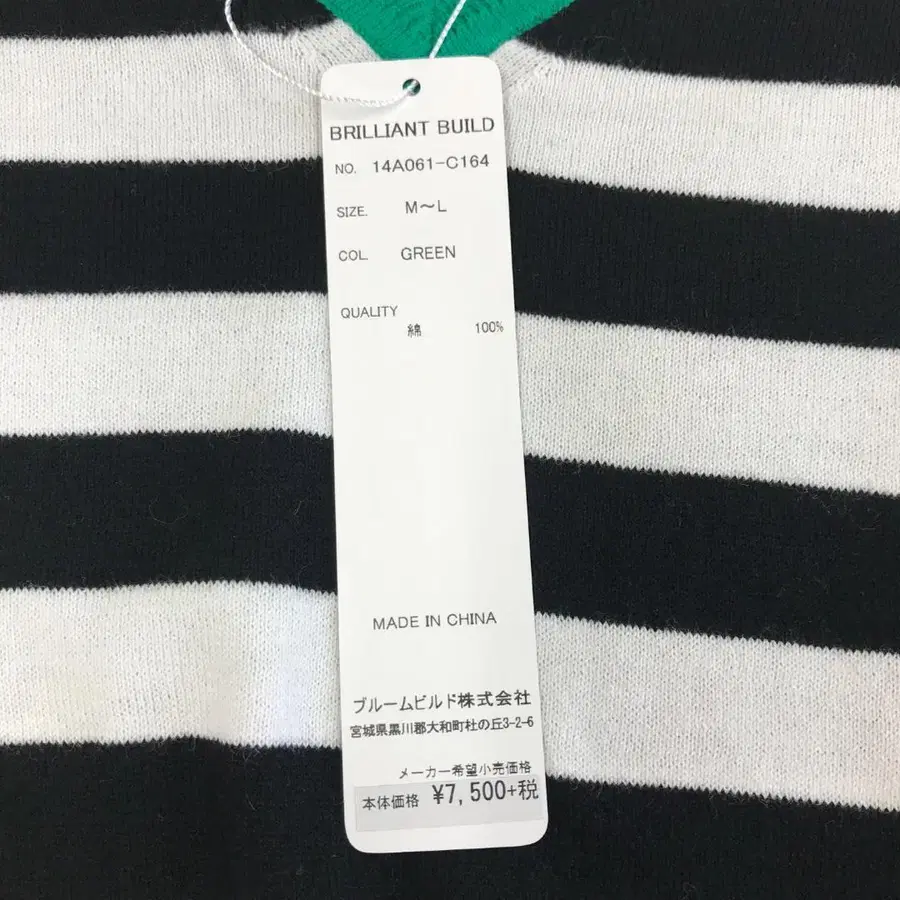 BRILLIANT BUILD
NO. 14A061-C164
SIZE. M～L
COL. GREEN
QUALITY
綿 100%
MADE IN CHINA
ブルームビルド株式会社
宮城県黒川郡大和町杜の丘3-2-6
メーカー希望小売価格
本体価格 ¥7,500+税